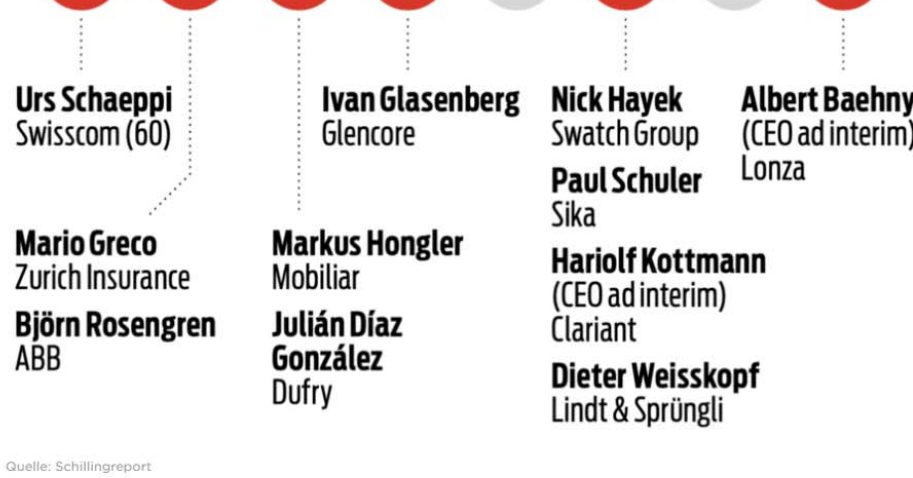 Urs Schaeppi
Swisscom (60)
Mario Greco
Zurich Insurance
Björn Rosengren
ABB
Markus Hongler
Mobiliar
Julián Díaz
González
Dufry
Ivan Glasenberg
Glencore
Nick Hayek
Swatch Group
Paul Schuler
Sika
Hariolf Kottmann
(CEO ad interim)
Clariant
Dieter Weisskopf
Lindt & Sprüngli
Albert Baehny
(CEO ad interim)
Lonza
Quelle: Schillingreport